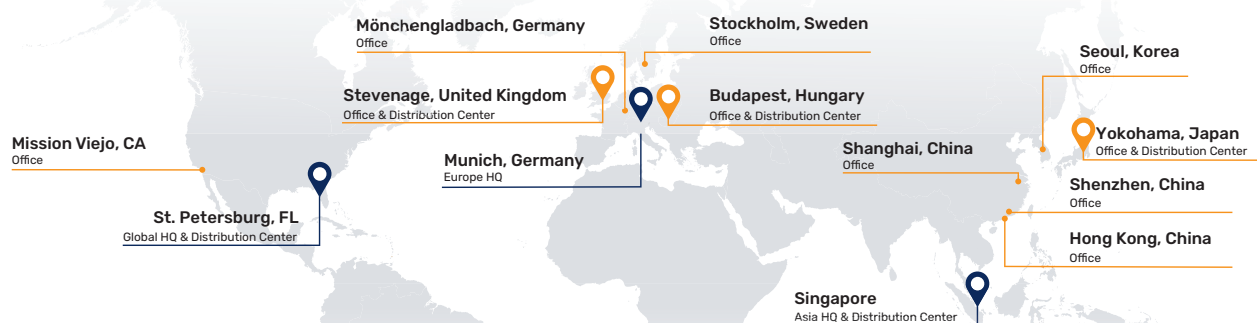 Mönchengladbach, Germany
Office
Stockholm, Sweden
Office
Seoul, Korea
Office
Stevenage, United Kingdom
Office & Distribution Center
Budapest, Hungary
Office & Distribution Center
Mission Viejo, CA
Office
Munich, Germany
Europe HQ
Shanghai, China
Office
Yokohama, Japan
Office & Distribution Center
St. Petersburg, FL
Global HQ & Distribution Center
Shenzhen, China
Office
Hong Kong, China
Office
Singapore
Asia HQ & Distribution Center